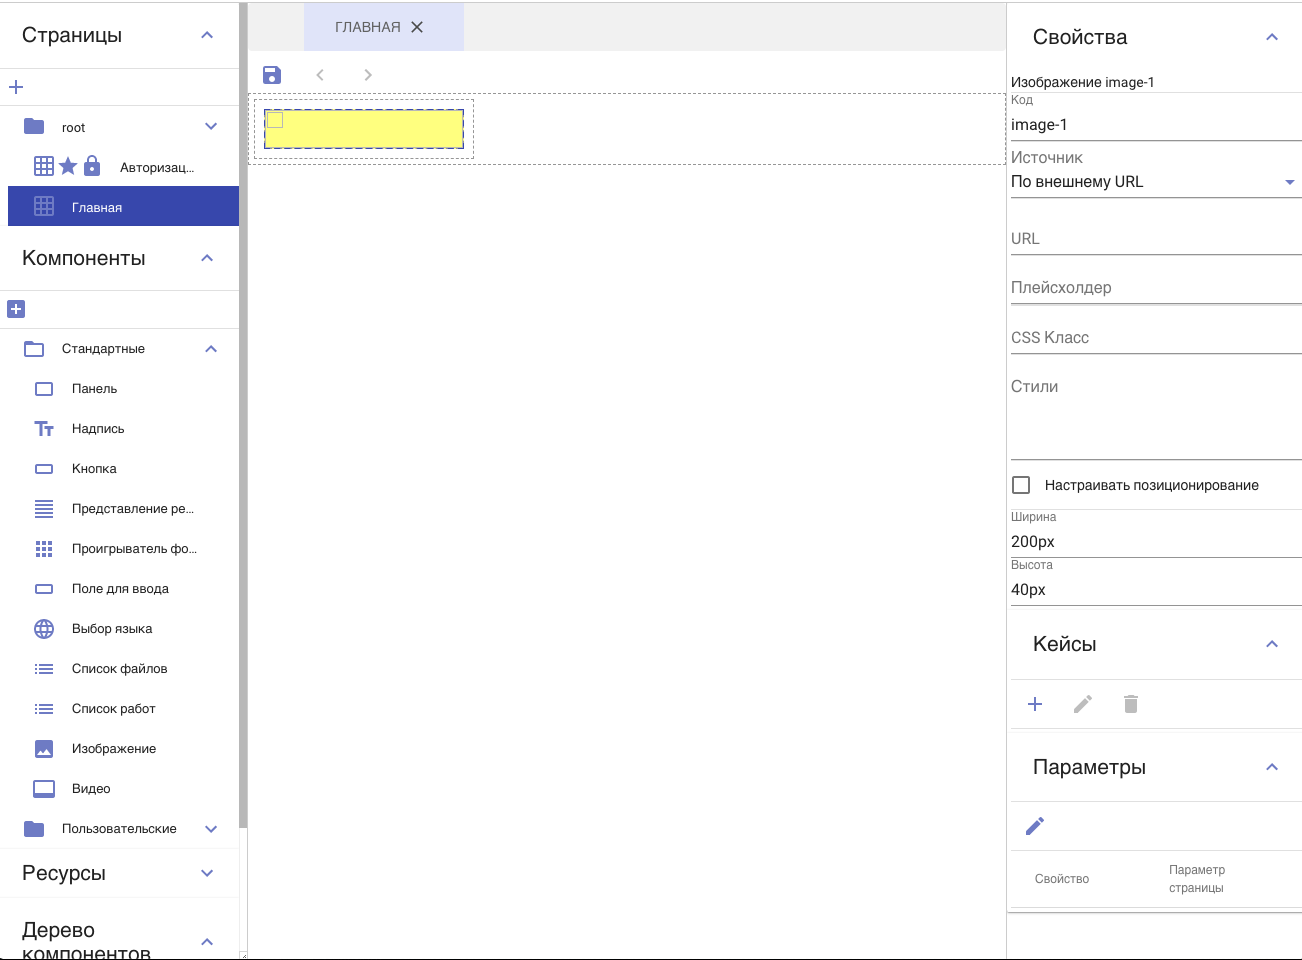 Страницы
root
Авторизац...
Главная
Компоненты
Стандартные
Панель
Надпись
Кнопка
Представление ре...
Проигрыватель фо...
Поле для ввода
Выбор языка
Список файлов
Список работ
Изображение
Видео
Пользовательские
Ресурсы
Дерево
компонентов
ГЛАВНАЯ
Свойства
Изображение image-1
Код
image-1
Источник
По внешнему URL
URL
Плейсхолдер
CSS Класс
Стили
Настраивать позиционирование
Ширина
200px
Высота
40px
Кейсы
Параметры
Свойство
Параметр
страницы